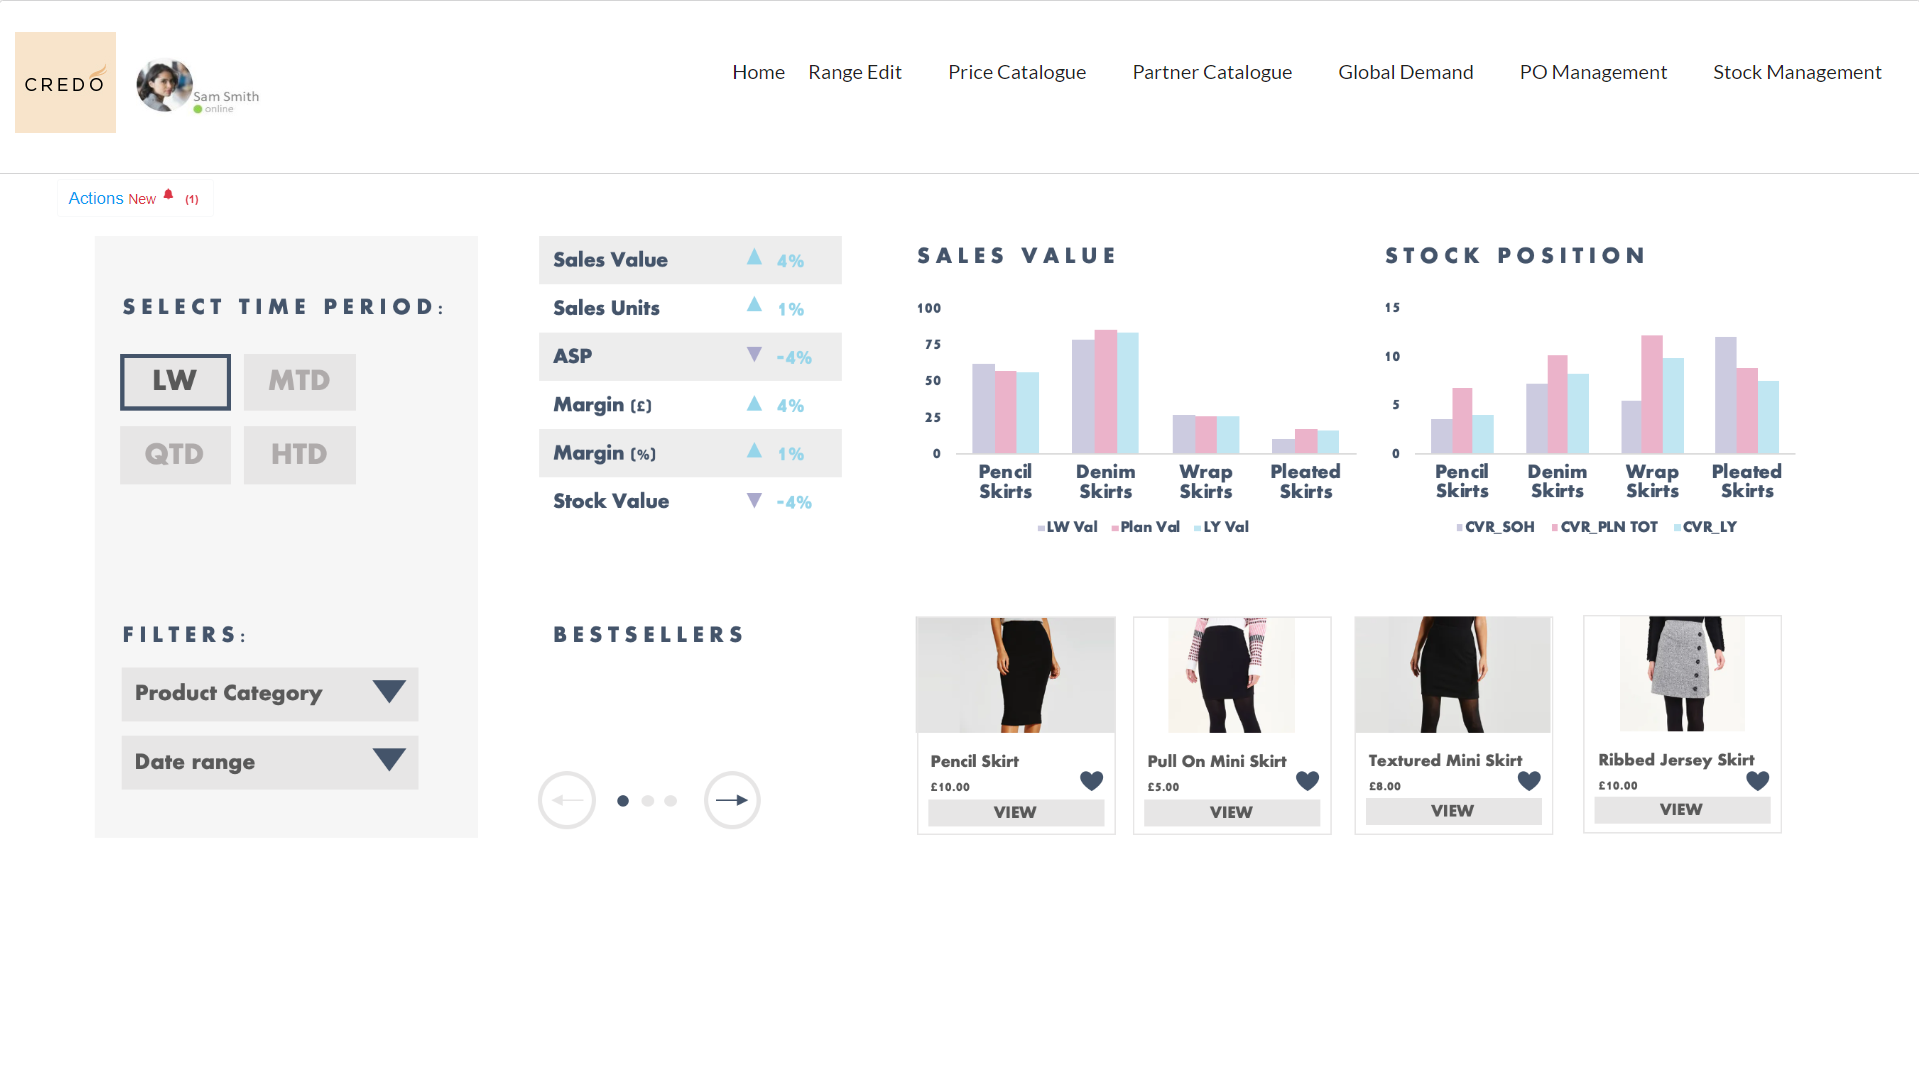 CREDO
Sam Smith
online
Home Range Edit Price Catalogue Partner Catalogue Global Demand PO Management Stock Management
Actions New (1)
SELECT TIME PERIOD:
LW MTD
QTD HTD
FILTERS:
Product Category
Date range
Sales Value 4%
Sales Units 1%
ASP -4%
Margin (£) 4%
Margin (%) 1%
Stock Value -4%
SALES VALUE
100
75
50
25
0
Pencil Skirts Denim Skirts Wrap Skirts Pleated Skirts
LW Val Plan Val LY Val
STOCK POSITION
15
10
5
0
Pencil Skirts Denim Skirts Wrap Skirts Pleated Skirts
CVR_SOH CVR_PLN TOT CVR_LY
BESTSELLERS
Pencil Skirt
£10.00
VIEW
Pull On Mini Skirt
£5.00
VIEW
Textured Mini Skirt
£8.00
VIEW
Ribbed Jersey Skirt
£10.00
VIEW